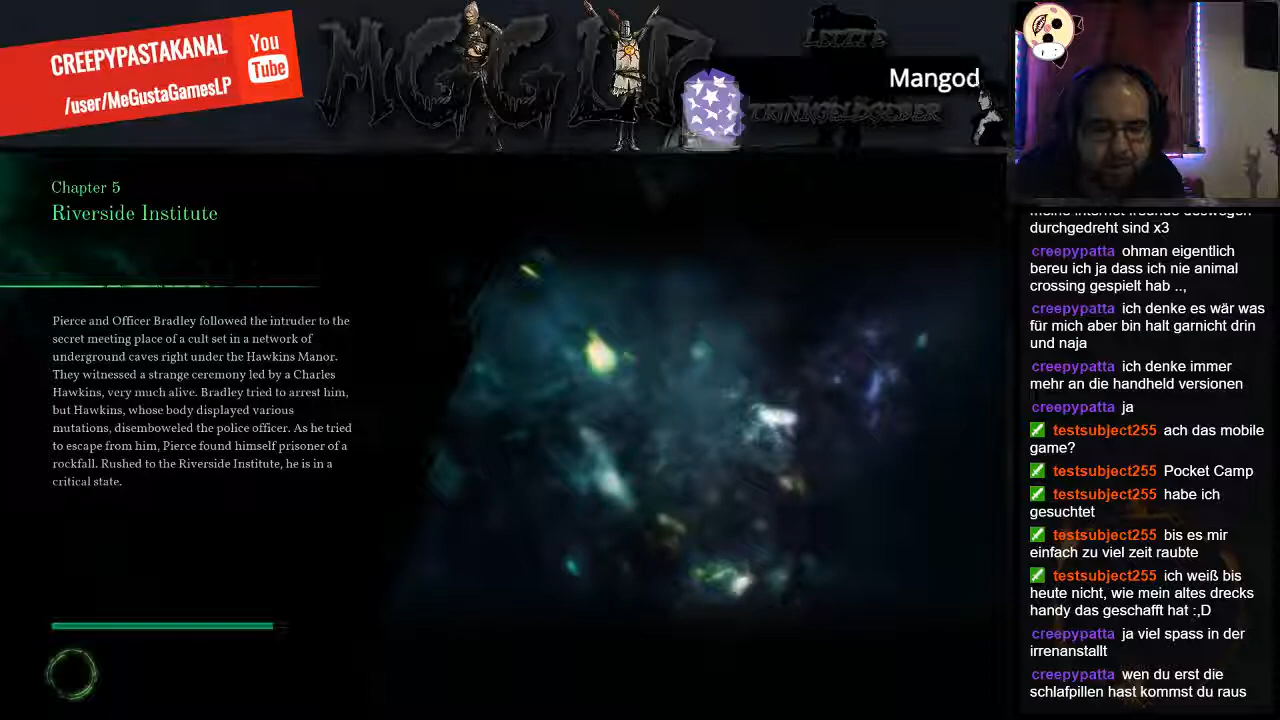 CREEPYPASTAKANAL
/user/MeGustaGamesLP
You
Tube
MGGLP
LETZTE
Mangod
TRINKGELDGEBER
Chapter 5
Riverside Institute
Pierce and Officer Bradley followed the intruder to the
secret meeting place of a cult set in a network of
underground caves right under the Hawkins Manor.
They witnessed a strange ceremony led by a Charles
Hawkins, very much alive. Bradley tried to arrest him,
but Hawkins, whose body displayed various
mutations, disemboweled the police officer. As he tried
to escape from him, Pierce found himself prisoner of a
rockfall. Rushed to the Riverside Institute, he is in a
critical state.
durchgedreht sind x3
creepypatta ohman eigentlich
bereu ich ja dass ich nie animal
crossing gespielt hab ..,
creepypatta ich denke es wär was
für mich aber bin halt garnicht drin
und naja
creepypatta ich denke immer
mehr an die handheld versionen
creepypatta ja
testsubject255 ach das mobile
game?
testsubject255 Pocket Camp
testsubject255 habe ich
gesuchtet
testsubject255 bis es mir
einfach zu viel zeit raubte
testsubject255 ich weiß bis
heute nicht, wie mein altes drecks
handy das geschafft hat :,D
creepypatta ja viel spass in der
irrenanstallt
creepypatta wen du erst die
schlafpillen hast kommst du raus